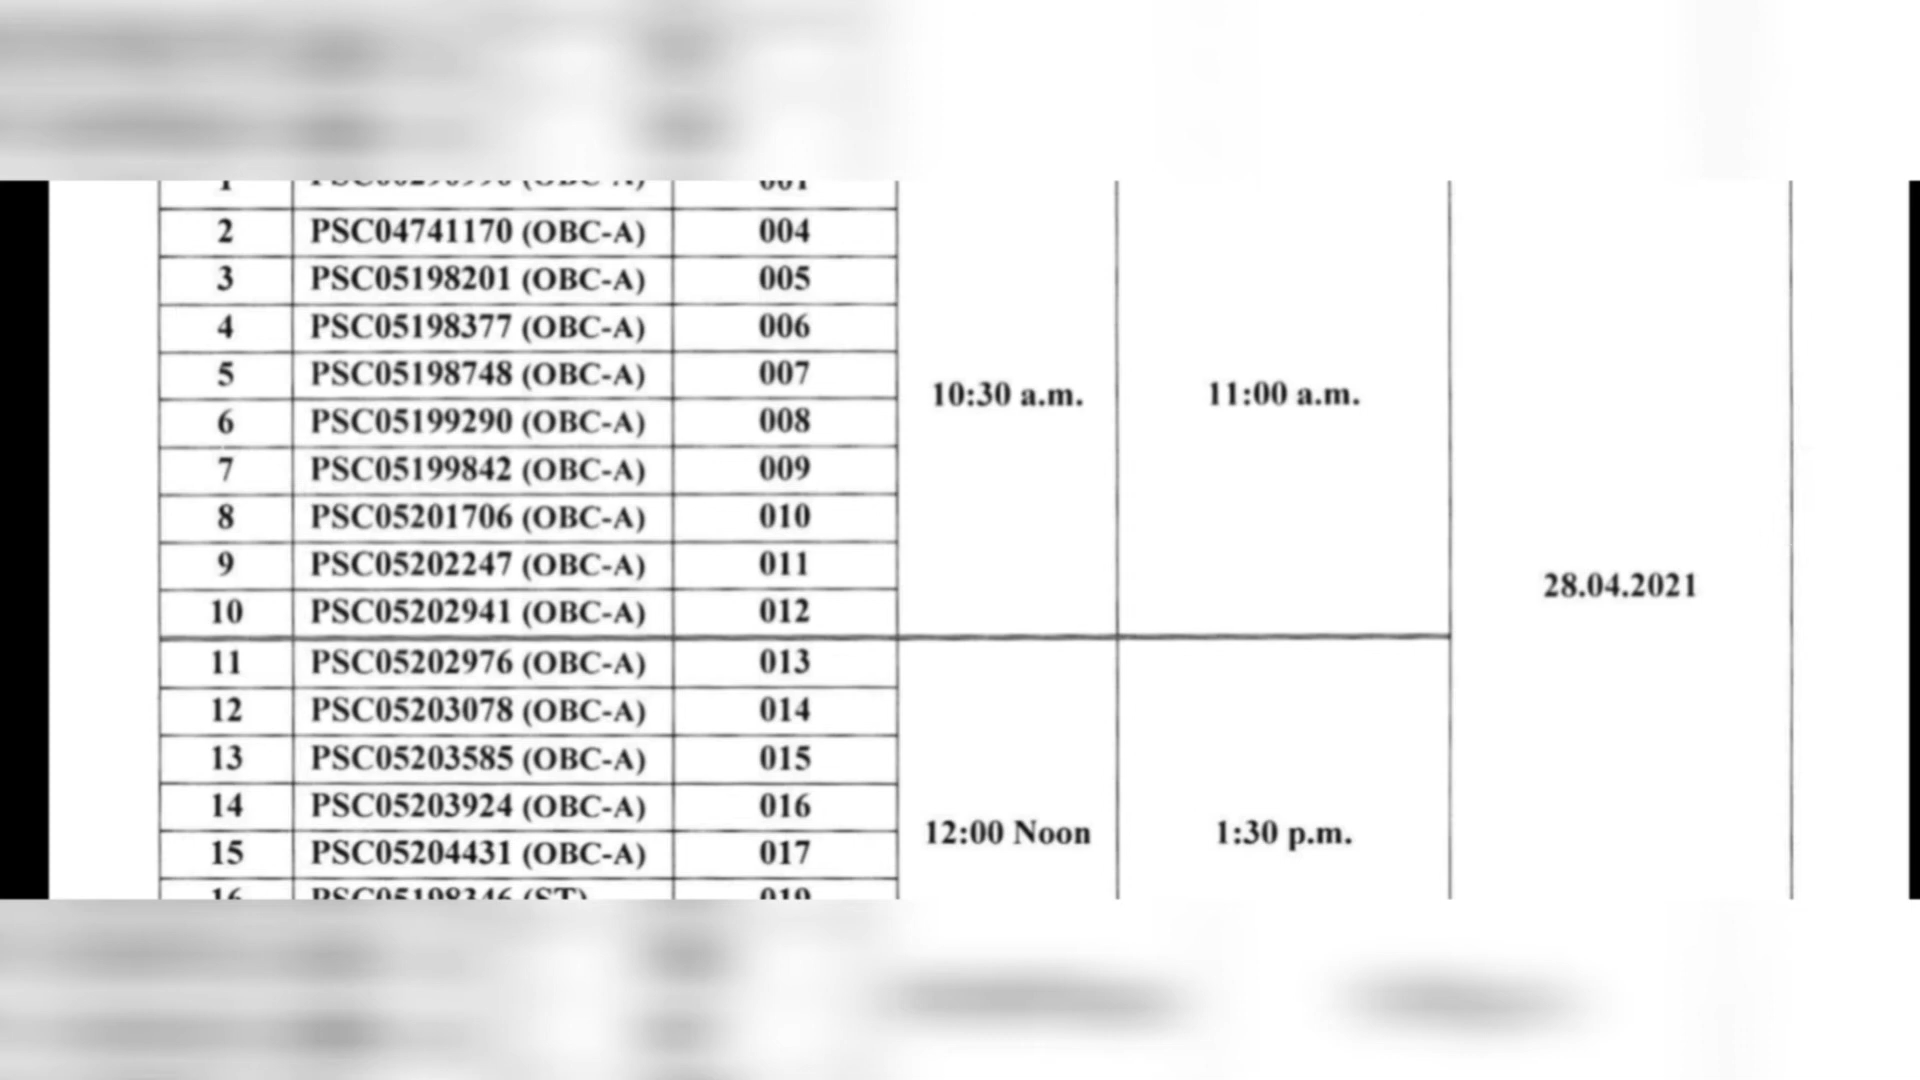 2 PSC04741170 (OBC-A) 004
3 PSC05198201 (OBC-A) 005
4 PSC05198377 (OBC-A) 006
5 PSC05198748 (OBC-A) 007
10:30 a.m. 11:00 a.m.
6 PSC05199290 (OBC-A) 008
7 PSC05199842 (OBC-A) 009
8 PSC05201706 (OBC-A) 010
9 PSC05202247 (OBC-A) 011
28.04.2021
10 PSC05202941 (OBC-A) 012
11 PSC05202976 (OBC-A) 013
12 PSC05203078 (OBC-A) 014
13 PSC05203585 (OBC-A) 015
14 PSC05203924 (OBC-A) 016
12:00 Noon 1:30 p.m.
15 PSC05204431 (OBC-A) 017